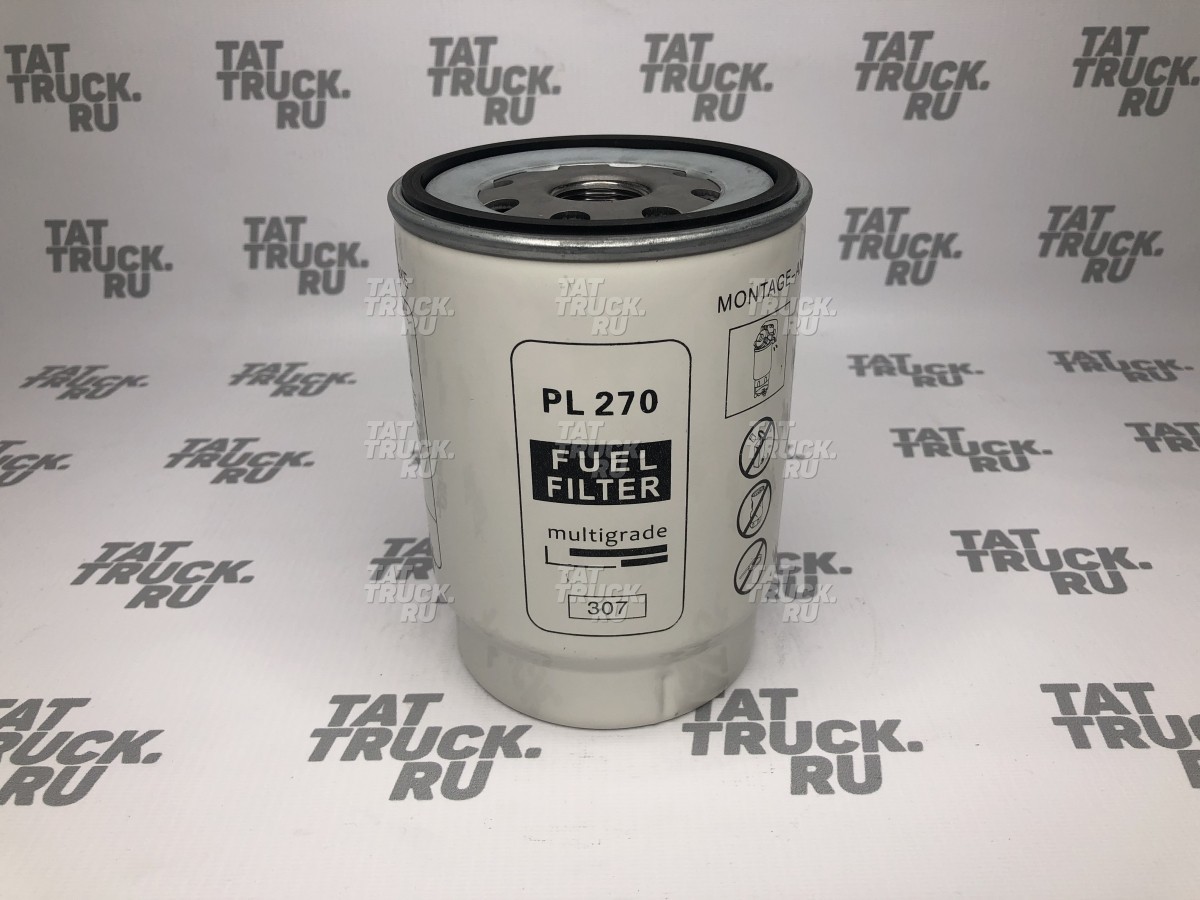 TAT
TRUCK.
RU
MONTAGE-
PL 270
FUEL
FILTER
multigrade
307